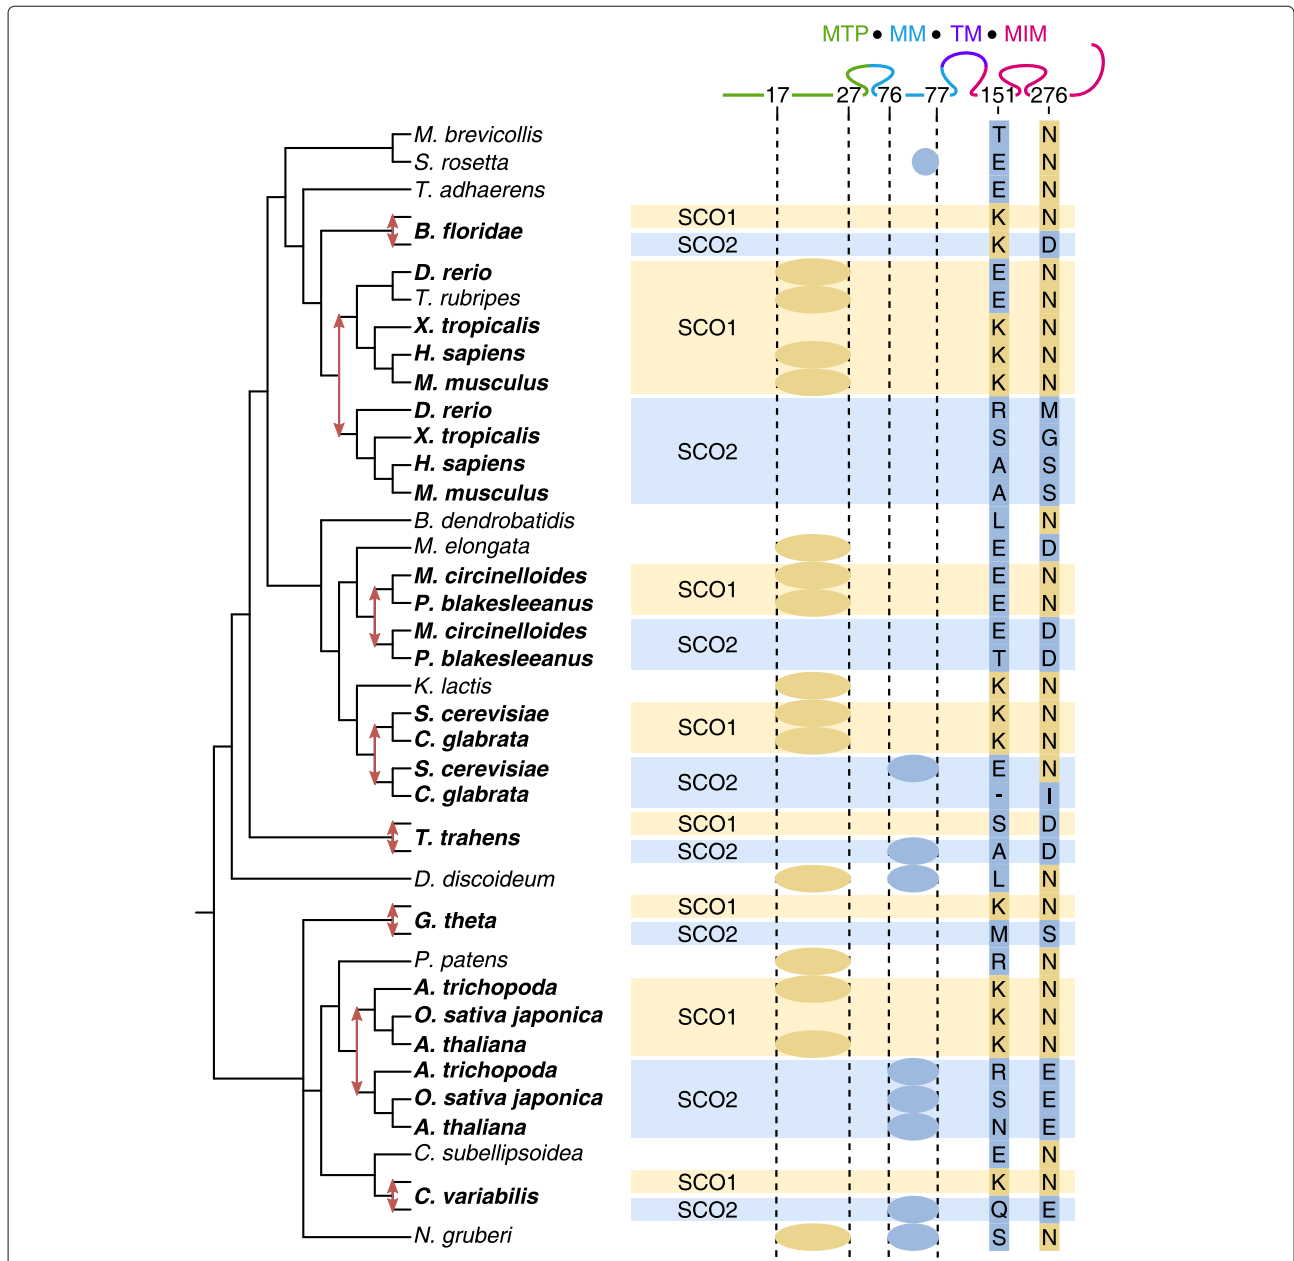 MTP • MM • TM • MIM
17 27 76 77 151 276
M. brevicollis T N
S. rosetta E N
T. adhaerens E N
SCO1 K N
B. floridae
SCO2 K D
D. rerio E N
T. rubripes E N
X. tropicalis SCO1 K N
H. sapiens K N
M. musculus K N
D. rerio R M
X. tropicalis S G
SCO2
H. sapiens A S
M. musculus A S
B. dendrobatidis L N
M. elongata E D
M. circinelloides E N
SCO1
P. blakesleeanus E N
M. circinelloides E D
SCO2
P. blakesleeanus T D
K. lactis K N
S. cerevisiae K N
SCO1
C. glabrata K N
S. cerevisiae E N
SCO2
C. glabrata - I
SCO1 S D
T. trahens
SCO2 A D
D. discoideum L N
SCO1 K N
G. theta
SCO2 M S
P. patens R N
A. trichopoda K N
O. sativa japonica SCO1 K N
A. thaliana K N
A. trichopoda R E
O. sativa japonica SCO2 S E
A. thaliana N E
C. subellipsoidea E N
SCO1 K N
C. variabilis
SCO2 Q E
N. gruberi S N